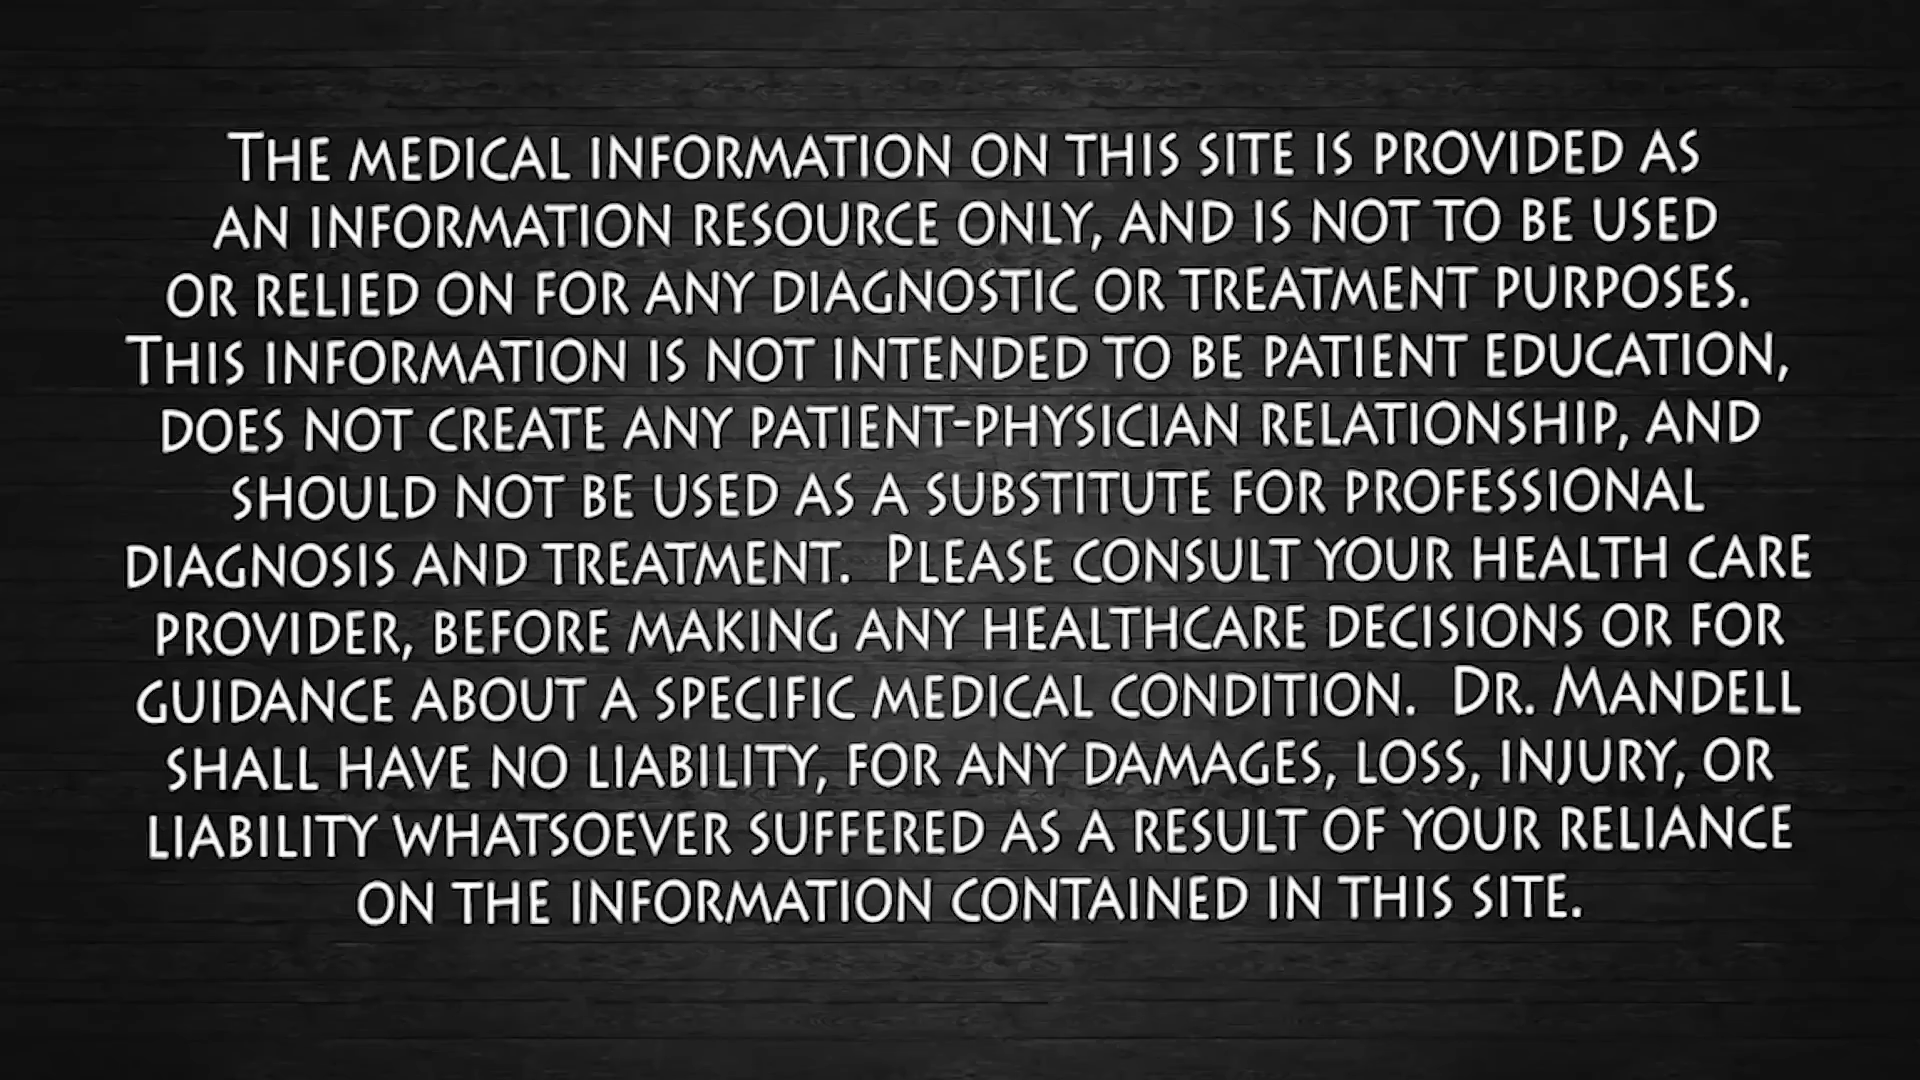 The medical information on this site is provided as
an information resource only, and is not to be used
or relied on for any diagnostic or treatment purposes.
This information is not intended to be patient education,
does not create any patient-physician relationship, and
should not be used as a substitute for professional
diagnosis and treatment.  Please consult your health care
provider, before making any healthcare decisions or for
guidance about a specific medical condition.  Dr. Mandell
shall have no liability, for any damages, loss, injury, or
liability whatsoever suffered as a result of your reliance
on the information contained in this site.